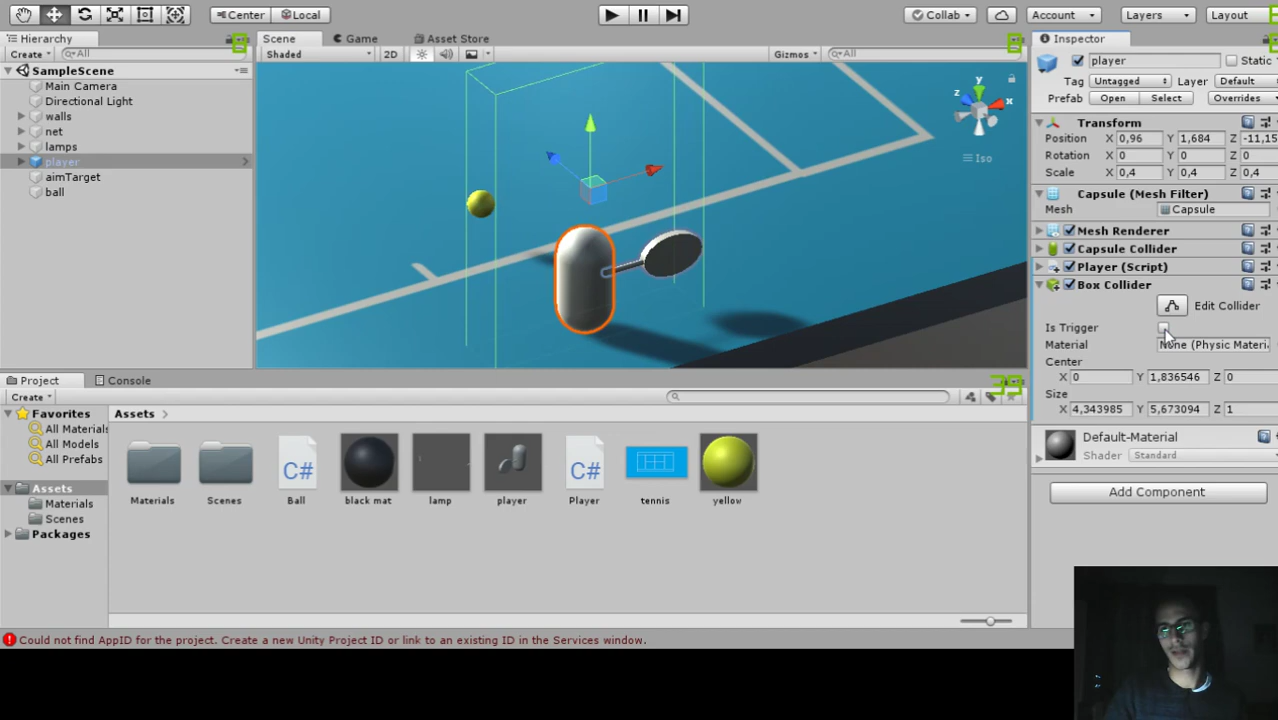 Center Local Collab Account Layers Layout
Hierarchy Scene Game Asset Store Inspector
Create All Shaded 2D Gizmos All
player Static
SampleScene
Main Camera
Directional Light
walls
net
lamps
player
aimTarget
ball
y
z x
Iso
Tag Untagged Layer Default
Prefab Open Select Overrides
Transform
Position X 0,96 Y 1,684 Z -11,15
Rotation X 0 Y 0 Z 0
Scale X 0,4 Y 0,4 Z 0,4
Capsule (Mesh Filter)
Mesh Capsule
Mesh Renderer
Capsule Collider
Player (Script)
Box Collider
Edit Collider
Is Trigger
Material None (Physic Materi
Center
X 0 Y 1,836546 Z 0
Size
X 4,343985 Y 5,673094 Z 1
Default-Material
Shader Standard
Add Component
Project Console
39
Create
Favorites
All Materials
All Models
All Prefabs
Assets
Materials
Scenes
Packages
Assets
C# C#
Materials Scenes Ball black mat lamp player Player tennis yellow
Could not find AppID for the project. Create a new Unity Project ID or link to an existing ID in the Services window.